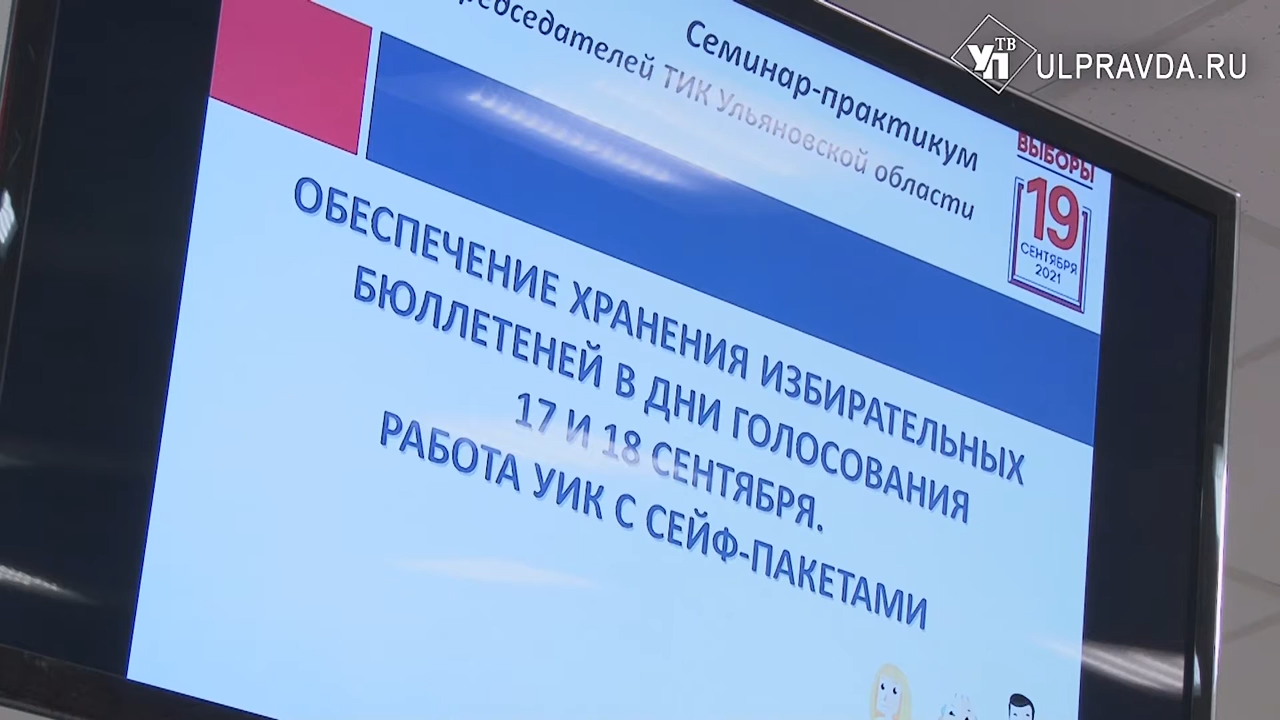 Семинар-практикум
председателей ТИК Ульяновской области
УП ТВ
ULPRAVDA.RU
ВЫБОРЫ
19
СЕНТЯБРЯ
2021
ОБЕСПЕЧЕНИЕ ХРАНЕНИЯ ИЗБИРАТЕЛЬНЫХ
БЮЛЛЕТЕНЕЙ В ДНИ ГОЛОСОВАНИЯ
17 И 18 СЕНТЯБРЯ.
РАБОТА УИК С СЕЙФ-ПАКЕТАМИ